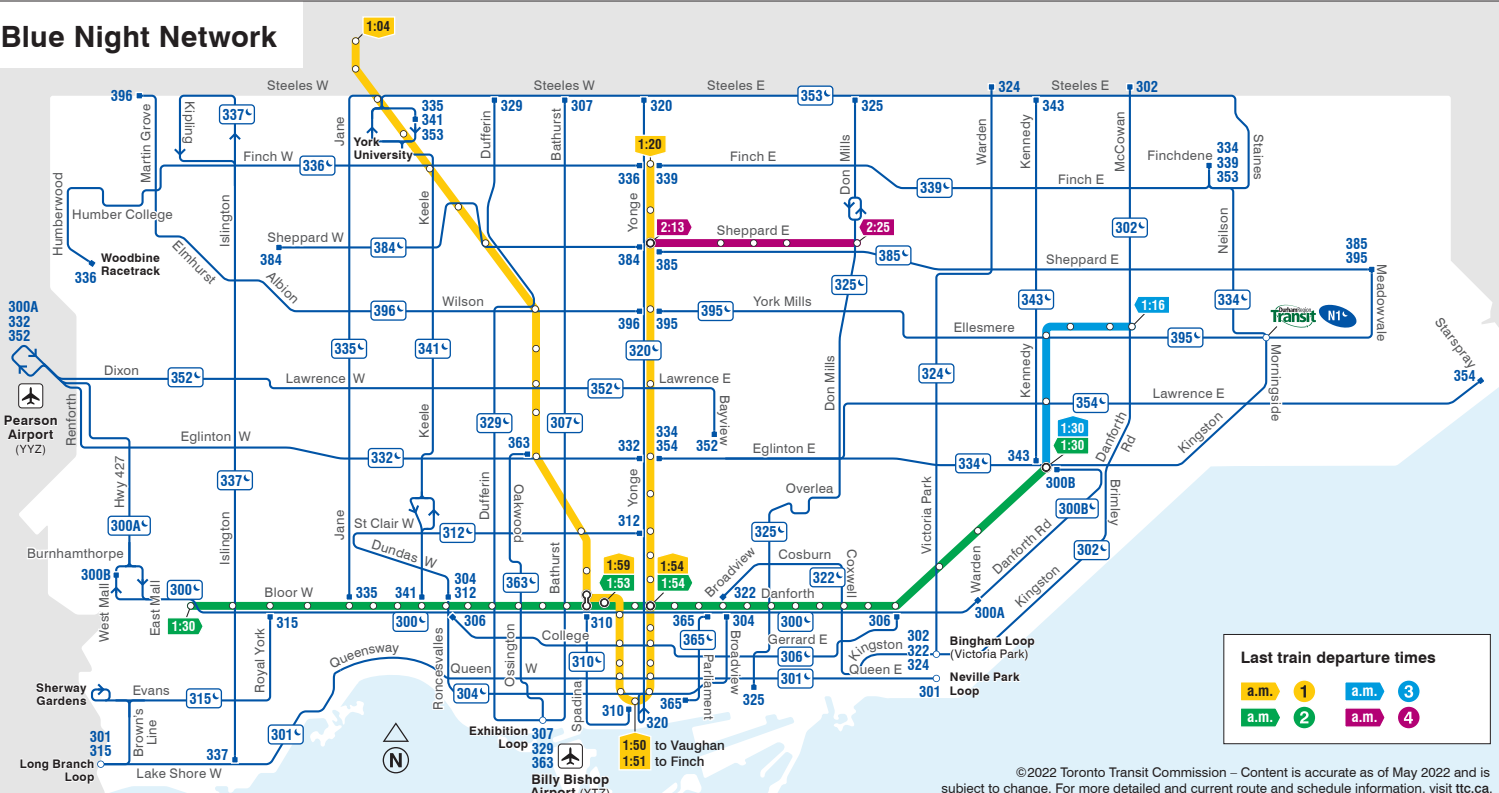 Blue Night Network
1:04
Steeles W
Steeles W
Steeles E
353
Steeles E
396
324
302
Martin Grove
Kipling
337
Jane
335
341
353
York
University
Dufferin
329
Bathurst
307
320
325
Don Mills
Warden
Kennedy
343
McCowan
Staines
1:20
Finch W
336
336
339
Finch E
339
Finch E
Finchdene
334
339
353
Humberwood
Humber College
Islington
Keele
Yonge
Neilson
336
Woodbine
Racetrack
Elmhurst
Albion
Sheppard W
384
384
384
385
2:13
Sheppard E
2:25
385
Sheppard E
385
395
302
Meadowvale
325
343
334
Durham Region
Transit
N1
1:16
300A
332
352
396
Wilson
396
395
395
York Mills
Ellesmere
395
335
341
320
Starspray
354
Pearson
Airport
(YYZ)
Dixon
352
Lawrence W
352
Lawrence E
Bayview
352
Don Mills
324
Kennedy
354
Lawrence E
Morningside
Renforth
Keele
329
307
Eglinton W
332
363
332
334
354
Eglinton E
334
343
1:30
1:30
Danforth
Rd
Kingston
Hwy 427
337
Dufferin
Oakwood
Yonge
Overlea
Victoria Park
300B
300B
Brimley
300A
Islington
Jane
St Clair W
312
312
325
Danforth Rd
302
Burnhamthorpe
Dundas W
Bathurst
1:59
1:53
1:54
1:54
Broadview
Cosburn
322
Coxwell
Warden
Kingston
300B
West Mall
East Mall
300
1:30
Bloor W
335
341
304
312
363
322
Danforth
300A
315
300
306
310
365
304
300
306
302
322
324
Bingham Loop
(Victoria Park)
Royal York
Queensway
Roncesvalles
Ossington
College
310
365
Gerrard E
306
Kingston
Queen E
Queen
W
304
Spadina
Parliament
Broadview
301
301
Neville Park
Loop
Sherway
Gardens
Evans
315
Brown's
Line
301
310
320
365
325
301
315
Long Branch
Loop
337
Lake Shore W
N
Exhibition
Loop
307
329
363
Billy Bishop
Airport (YTZ)
1:50
1:51
to Vaughan
to Finch
Last train departure times
a.m.
1
a.m.
3
a.m.
2
a.m.
4
©2022 Toronto Transit Commission – Content is accurate as of May 2022 and is
subject to change. For more detailed and current route and schedule information, visit ttc.ca.